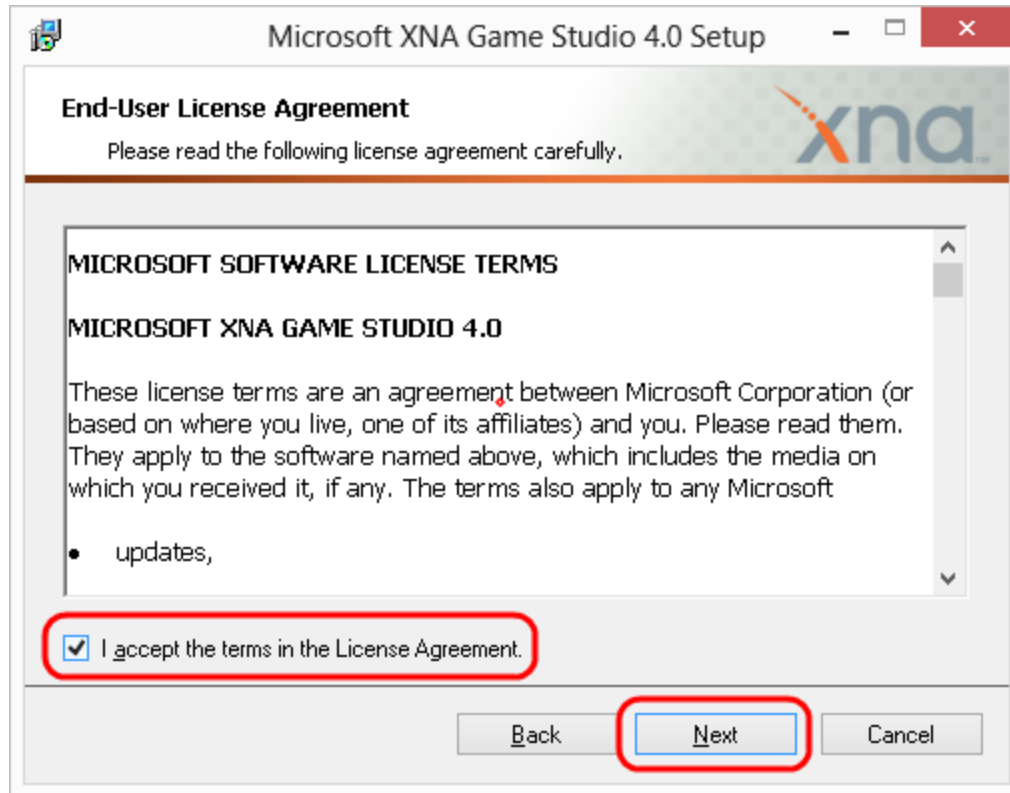 Microsoft XNA Game Studio 4.0 Setup
End-User License Agreement
Please read the following license agreement carefully.
xna
MICROSOFT SOFTWARE LICENSE TERMS
MICROSOFT XNA GAME STUDIO 4.0
These license terms are an agreement between Microsoft Corporation (or
based on where you live, one of its affiliates) and you. Please read them.
They apply to the software named above, which includes the media on
which you received it, if any. The terms also apply to any Microsoft
• updates,
I accept the terms in the License Agreement.
Back Next Cancel